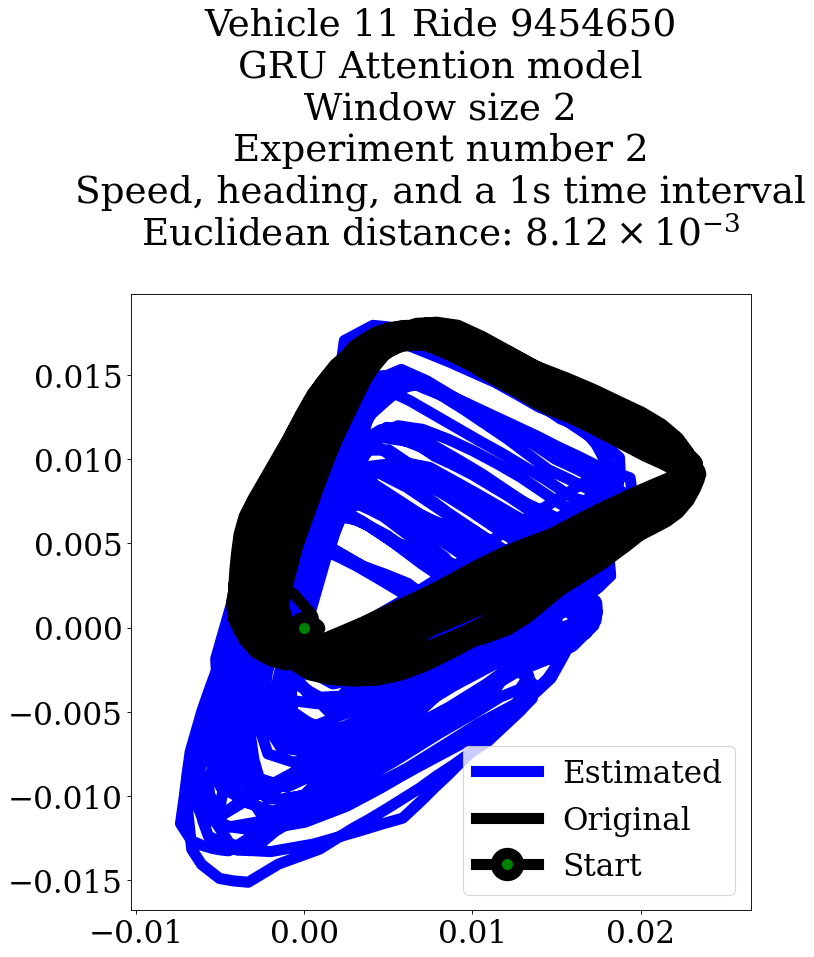 Vehicle 11 Ride 9454650
GRU Attention model
Window size 2
Experiment number 2
Speed, heading, and a 1s time interval
Euclidean distance: 8.12 × 10⁻³
0.015
0.010
0.005
0.000
−0.005
−0.010
−0.015
−0.01
0.00
0.01
0.02
Estimated
Original
Start